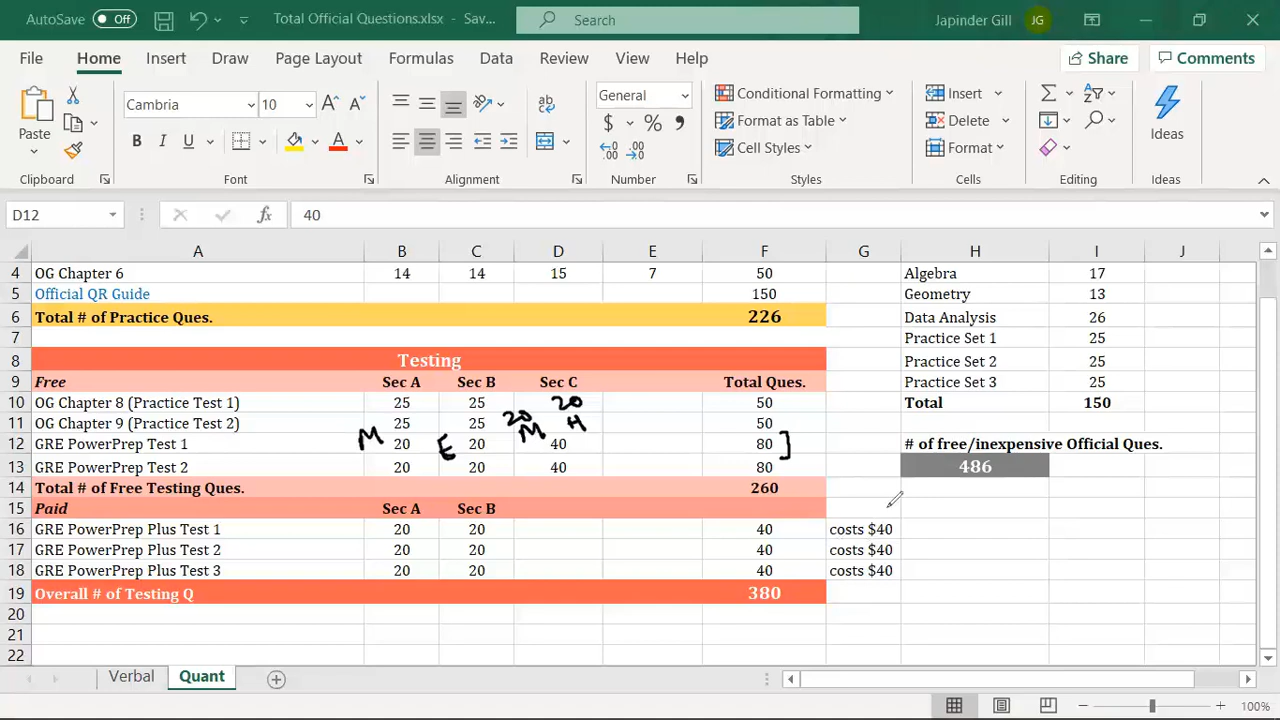 AutoSave Off Total Official Questions.xlsx - Sav... Search Japinder Gill JG
File Home Insert Draw Page Layout Formulas Data Review View Help Share Comments
Paste Cambria 10 General Conditional Formatting Insert
B I U A $ % Format as Table Delete Ideas
Cell Styles Format
Clipboard Font Alignment Number Styles Cells Editing Ideas
D12 fx 40
A B C D E F G H I J
4 OG Chapter 6 14 14 15 7 50 Algebra 17
5 Official QR Guide 150 Geometry 13
6 Total # of Practice Ques. 226 Data Analysis 26
7 Practice Set 1 25
8 Testing Practice Set 2 25
9 Free Sec A Sec B Sec C Total Ques. Practice Set 3 25
10 OG Chapter 8 (Practice Test 1) 25 25 20 50 Total 150
11 OG Chapter 9 (Practice Test 2) 25 25 20 M H 50
12 GRE PowerPrep Test 1 M 20 E 20 40 80 ] # of free/inexpensive Official Ques.
13 GRE PowerPrep Test 2 20 20 40 80 486
14 Total # of Free Testing Ques. 260
15 Paid Sec A Sec B
16 GRE PowerPrep Plus Test 1 20 20 40 costs $40
17 GRE PowerPrep Plus Test 2 20 20 40 costs $40
18 GRE PowerPrep Plus Test 3 20 20 40 costs $40
19 Overall # of Testing Q 380
20
21
22
Verbal Quant
100%